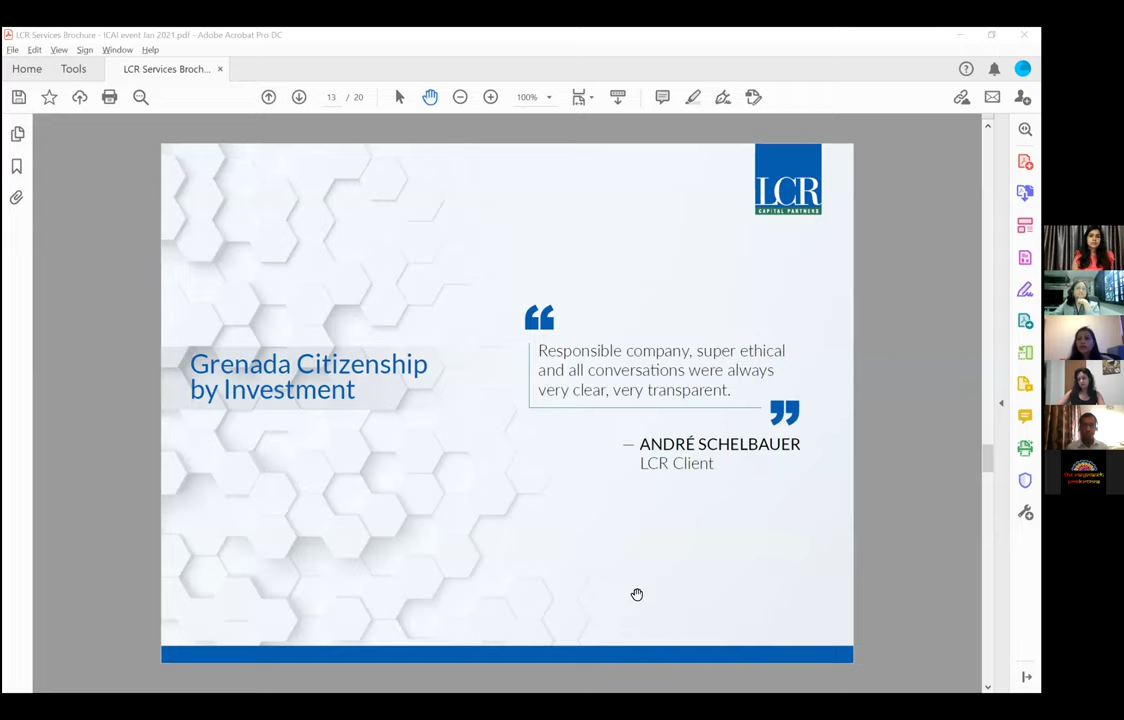 LCR Services Brochure - ICAI event Jan 2021.pdf - Adobe Acrobat Pro DC
File Edit View Sign Window Help
Home Tools LCR Services Broch... ×
13 / 20 100%
LCR
CAPITAL PARTNERS
Grenada Citizenship
by Investment
“
Responsible company, super ethical
and all conversations were always
very clear, very transparent.
”
— ANDRÉ SCHELBAUER
LCR Client